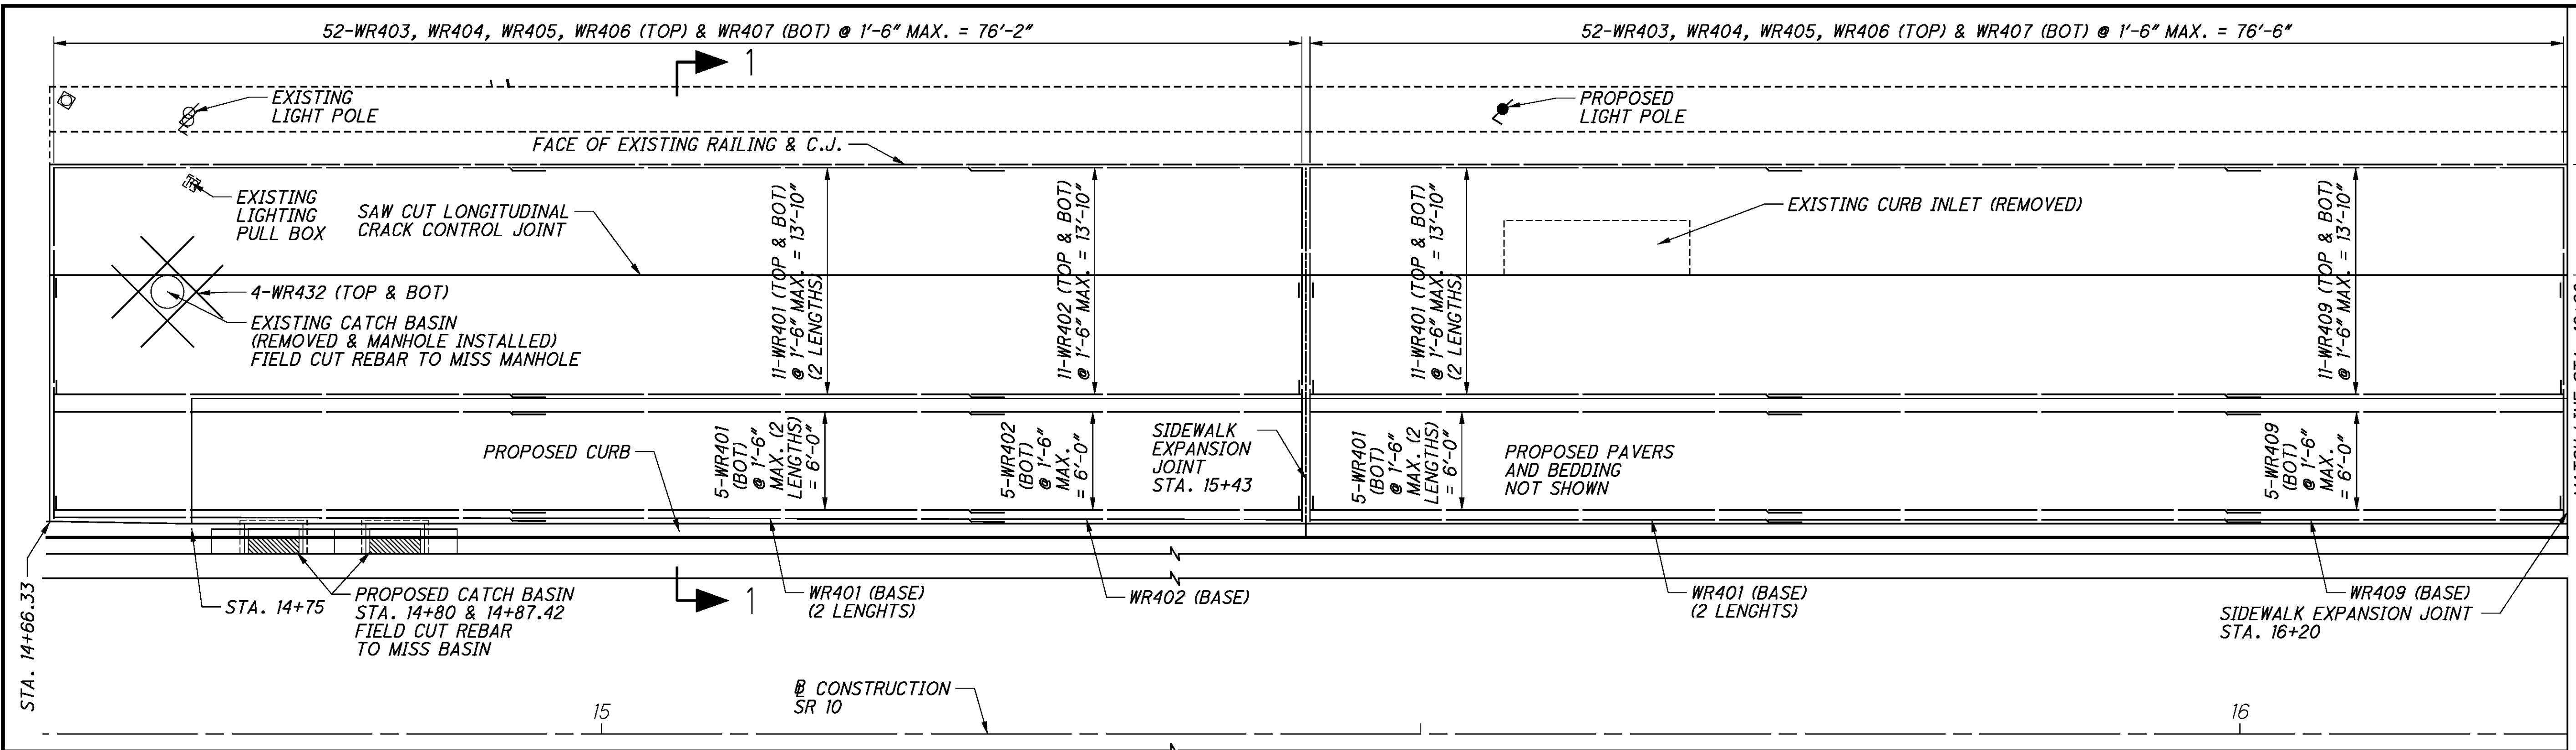 52-WR403, WR404, WR405, WR406 (TOP) & WR407 (BOT) @ 1'-6" MAX. = 76'-2"
52-WR403, WR404, WR405, WR406 (TOP) & WR407 (BOT) @ 1'-6" MAX. = 76'-6"
1
EXISTING
LIGHT POLE
PROPOSED
LIGHT POLE
FACE OF EXISTING RAILING & C.J.
EXISTING
LIGHTING
PULL BOX
SAW CUT LONGITUDINAL
CRACK CONTROL JOINT
11-WR401 (TOP & BOT)
@ 1'-6" MAX. = 13'-10"
(2 LENGTHS)
11-WR402 (TOP & BOT)
@ 1'-6" MAX. = 13'-10"
11-WR401 (TOP & BOT)
@ 1'-6" MAX. = 13'-10"
(2 LENGTHS)
EXISTING CURB INLET (REMOVED)
11-WR409 (TOP & BOT)
@ 1'-6" MAX. = 13'-10"
4-WR432 (TOP & BOT)
EXISTING CATCH BASIN
(REMOVED & MANHOLE INSTALLED)
FIELD CUT REBAR TO MISS MANHOLE
PROPOSED CURB
5-WR401
(BOT)
@ 1'-6"
MAX. (2
LENGTHS)
= 6'-0"
5-WR402
(BOT)
@ 1'-6"
MAX.
= 6'-0"
SIDEWALK
EXPANSION
JOINT
STA. 15+43
5-WR401
(BOT)
@ 1'-6"
MAX. (2
LENGTHS)
= 6'-0"
PROPOSED PAVERS
AND BEDDING
NOT SHOWN
5-WR409
(BOT)
@ 1'-6"
MAX.
= 6'-0"
STA. 14+66.33
STA. 14+75
PROPOSED CATCH BASIN
STA. 14+80 & 14+87.42
FIELD CUT REBAR
TO MISS BASIN
1
WR401 (BASE)
(2 LENGHTS)
WR402 (BASE)
WR401 (BASE)
(2 LENGHTS)
WR409 (BASE)
SIDEWALK EXPANSION JOINT
STA. 16+20
CONSTRUCTION
SR 10
15
16